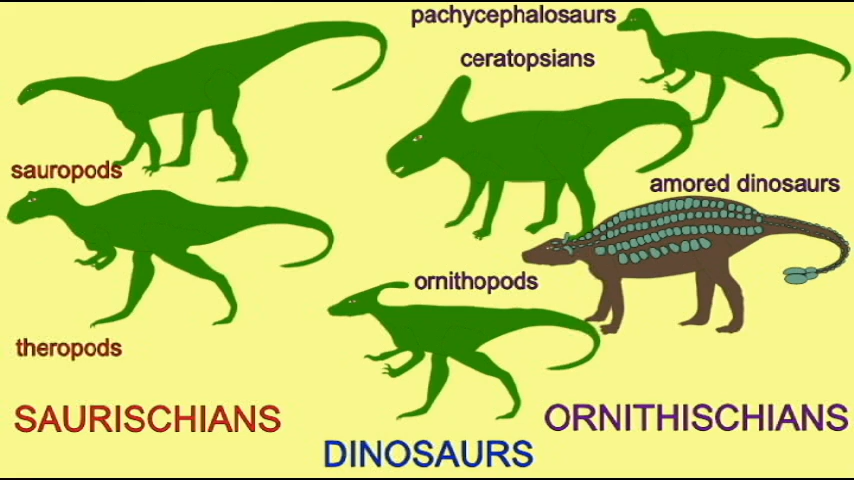 pachycephalosaurs
ceratopsians
sauropods
amored dinosaurs
ornithopods
theropods
SAURISCHIANS
ORNITHISCHIANS
DINOSAURS